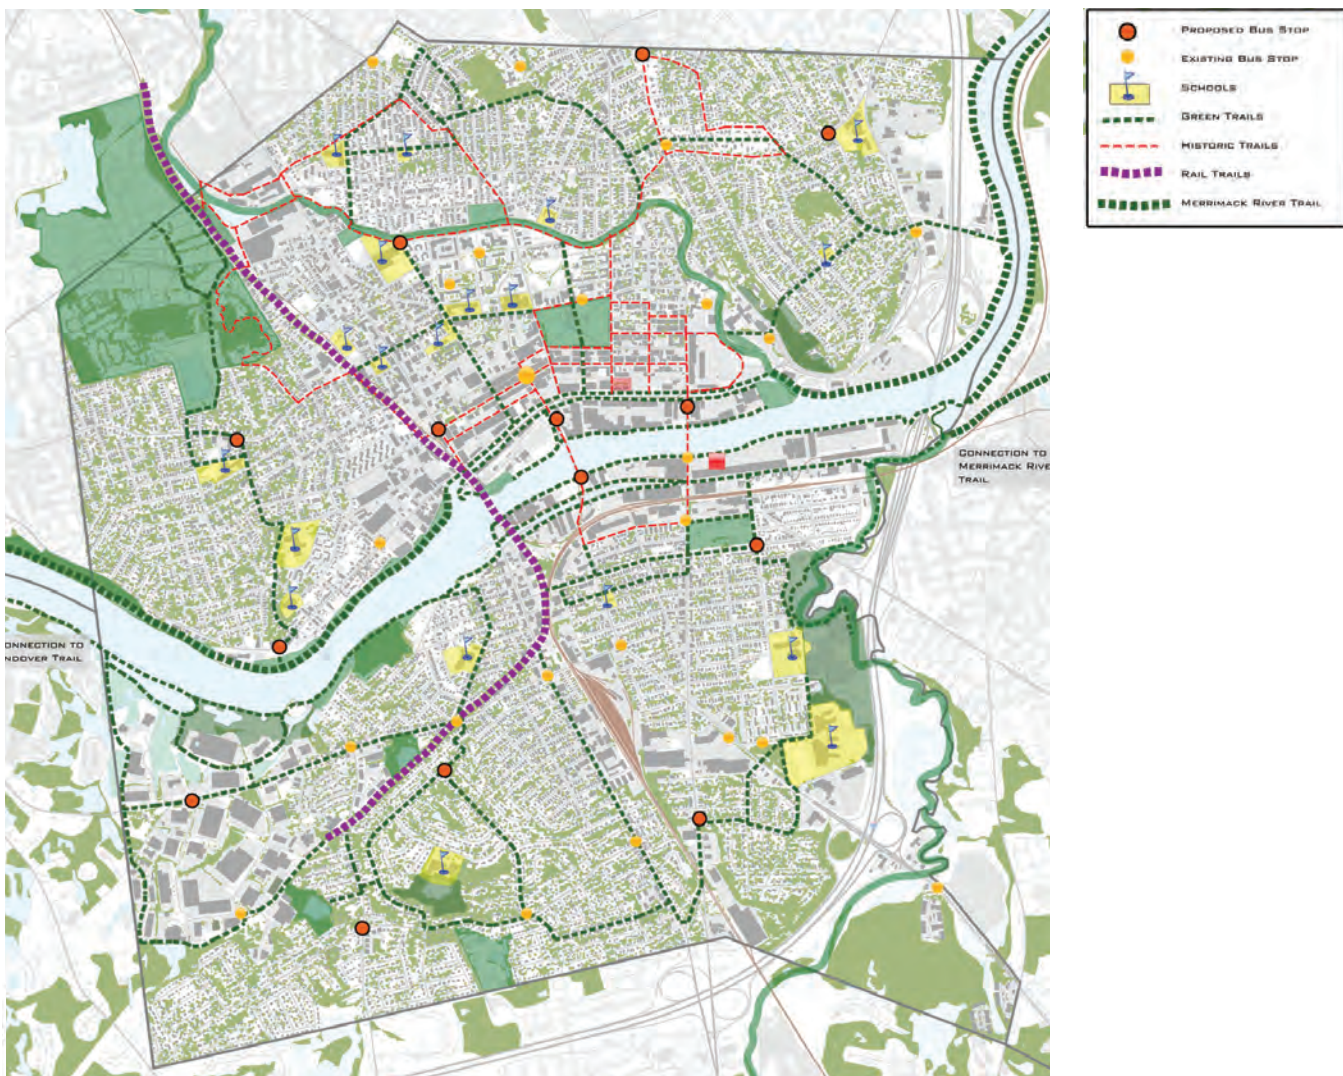 PROPOSED BUS STOP
EXISTING BUS STOP
SCHOOLS
GREEN TRAILS
HISTORIC TRAILS
RAIL TRAILS
MERRIMACK RIVER TRAIL
CONNECTION TO
MERRIMACK RIVE
TRAIL
ONNECTION TO
NDOVER TRAIL